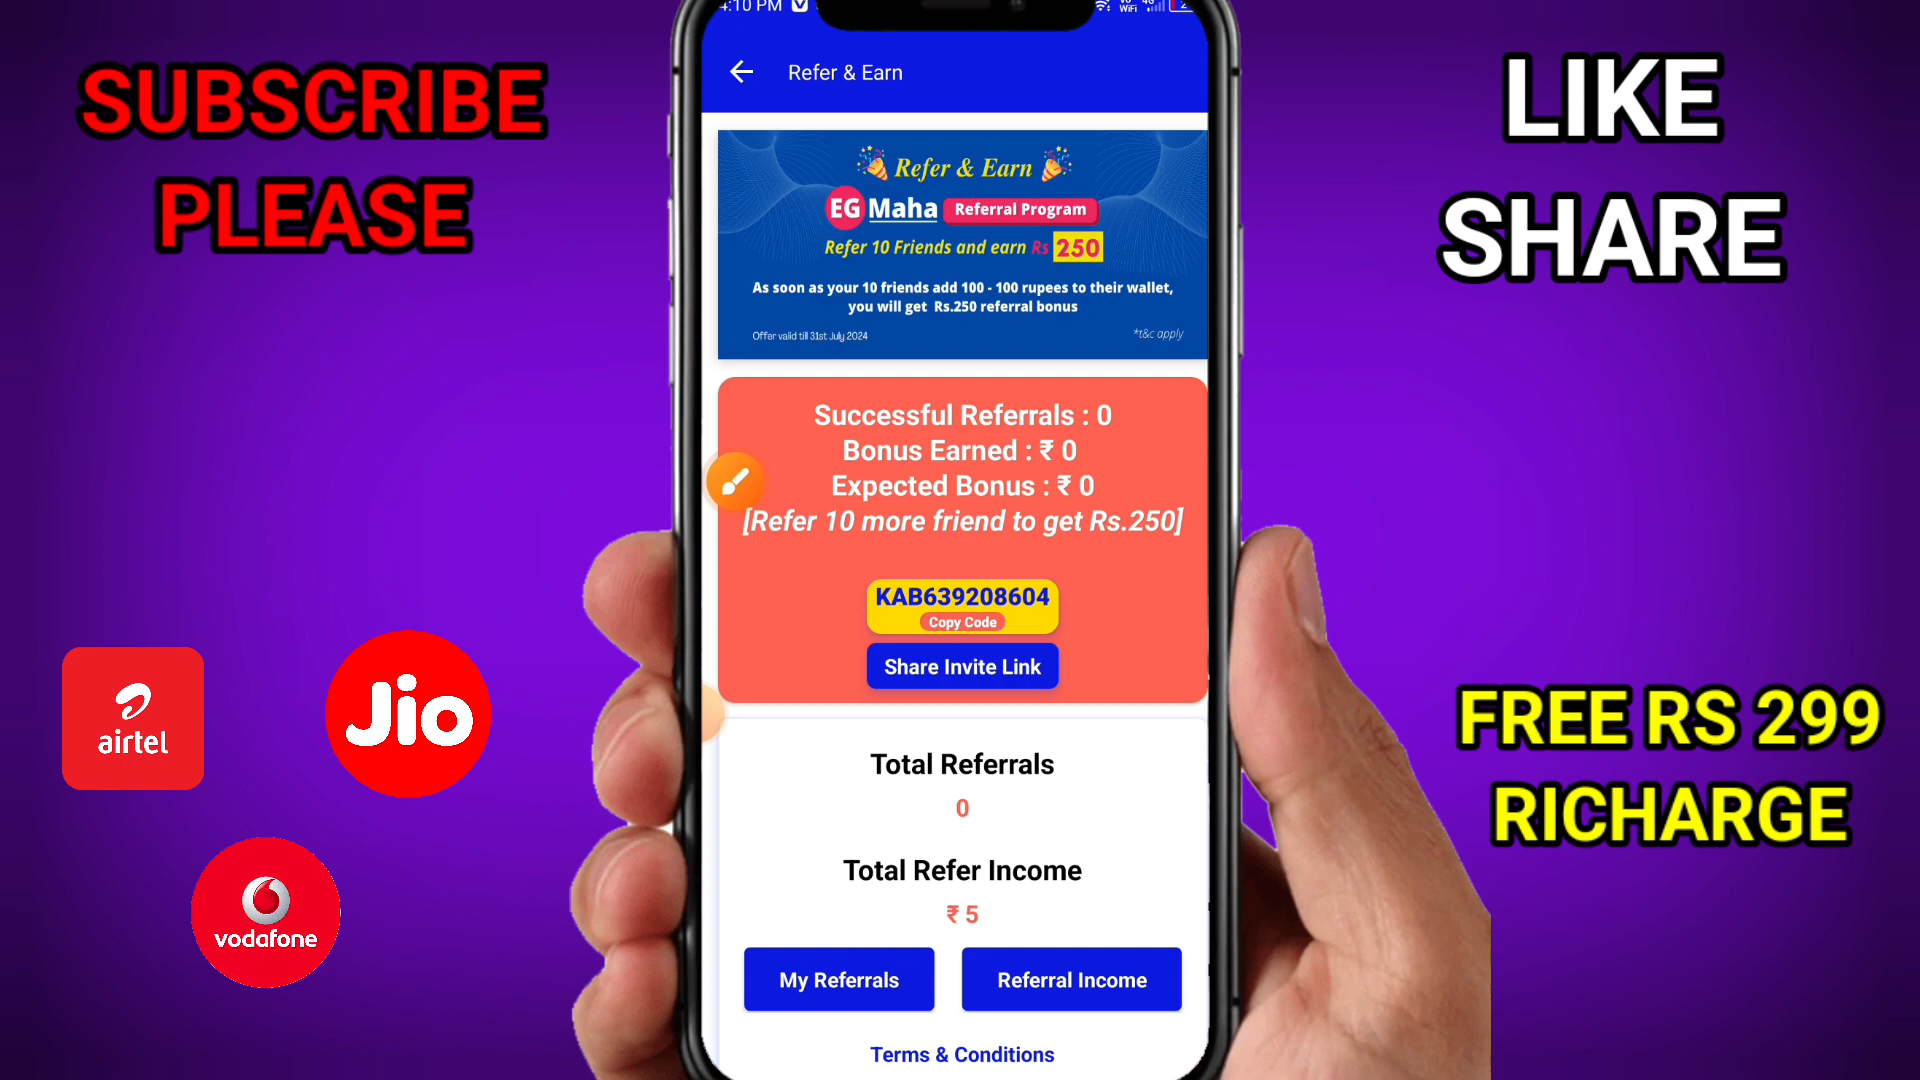 SUBSCRIBE
PLEASE
LIKE
SHARE
4:10 PM
Refer & Earn
Refer & Earn
EG Maha Referral Program
Refer 10 Friends and earn Rs 250
As soon as your 10 friends add 100 - 100 rupees to their wallet,
you will get Rs.250 referral bonus
Offer valid till 31st July 2024
*t&c apply
Successful Referrals : 0
Bonus Earned : ₹ 0
Expected Bonus : ₹ 0
[Refer 10 more friend to get Rs.250]
KAB639208604
Copy Code
Share Invite Link
Total Referrals
0
Total Refer Income
₹ 5
My Referrals
Referral Income
Terms & Conditions
airtel
Jio
vodafone
FREE RS 299
RICHARGE